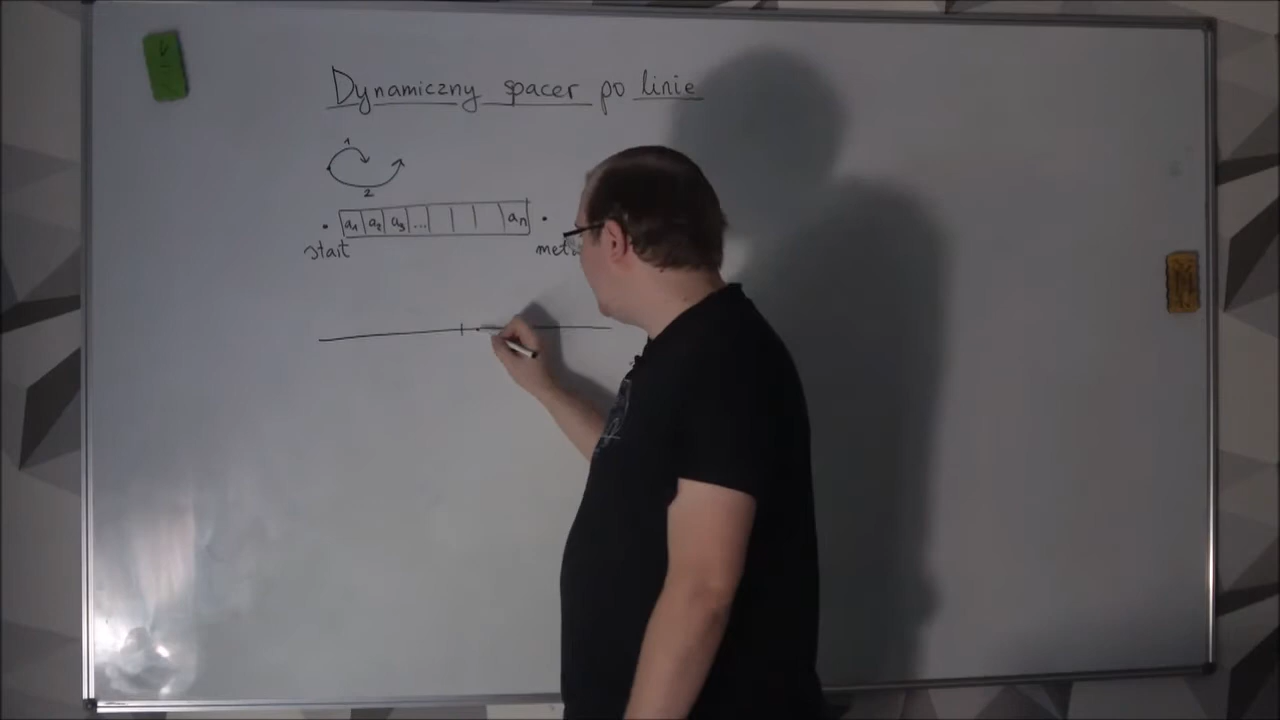 Dynamiczny spacer po linie
1
2
a1 a2 a3 ... an
start